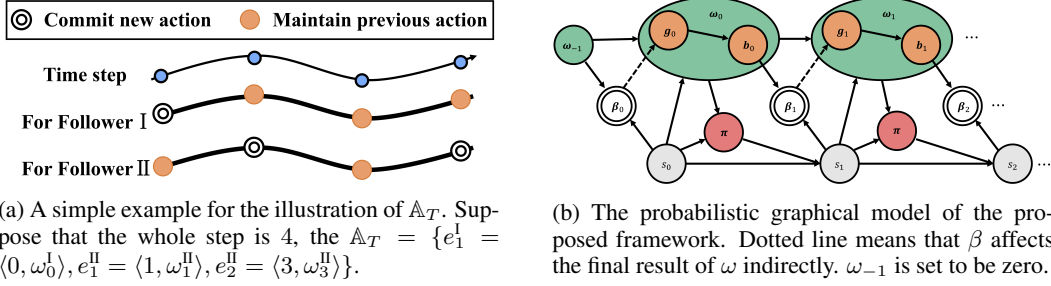 Commit new action
Maintain previous action
Time step
For Follower I
For Follower II
(a) A simple example for the illustration of 𝔸_T. Sup-
pose that the whole step is 4, the 𝔸_T = {e_1^I =
⟨0, ω_0^I⟩, e_1^II = ⟨1, ω_1^II⟩, e_2^II = ⟨3, ω_3^II⟩}.
ω_0 ω_1
g_0 g_1 ...
ω_{-1} b_0 b_1
β_0 β_1 β_2 ...
π π
s_0 s_1 s_2 ...
(b) The probabilistic graphical model of the pro-
posed framework. Dotted line means that β affects
the final result of ω indirectly. ω_{-1} is set to be zero.